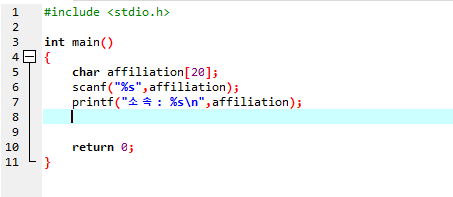 1 #include <stdio.h>
2
3 int main()
4 {
5 char affiliation[20];
6 scanf("%s",affiliation);
7 printf("소속 : %s\n",affiliation);
8
9
10 return 0;
11 }